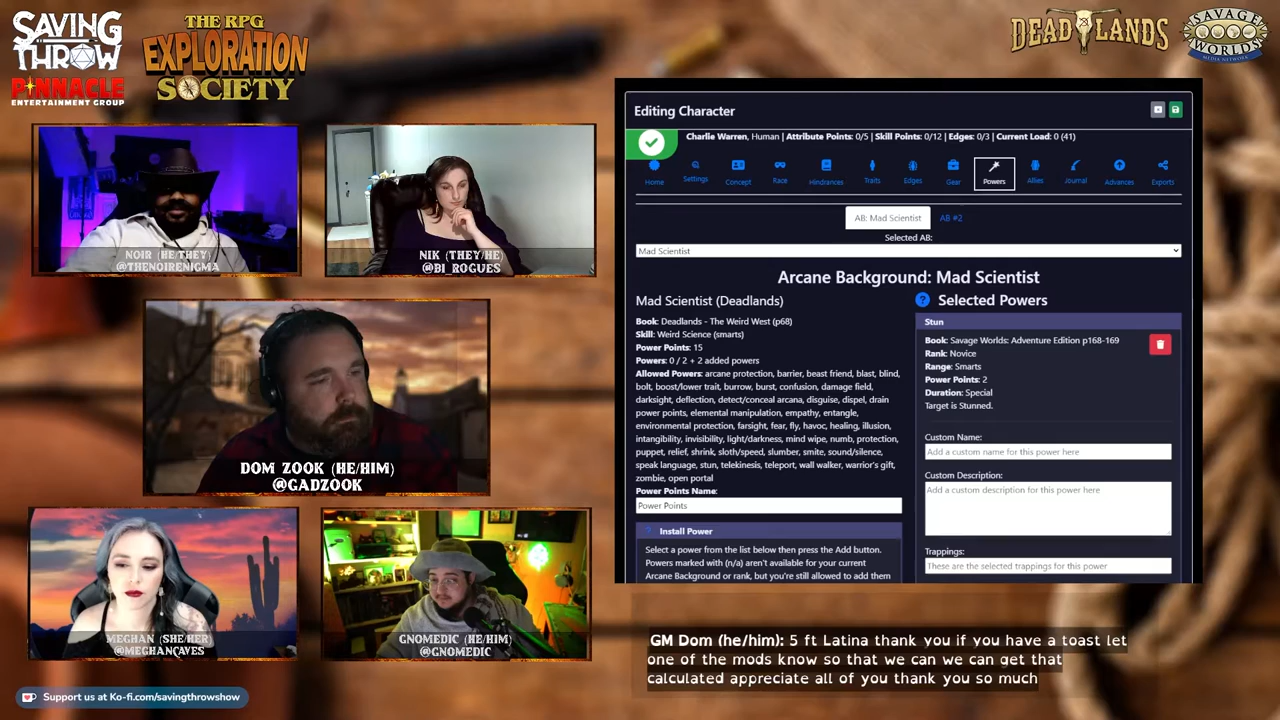 SAVING
THROW
PINNACLE
ENTERTAINMENT GROUP
THE RPG
EXPLORATION
SOCIETY
DEADLANDS
SAVAGE
WORLDS
MEDIA NETWORK
NOIR (HE/THEY)
@THENOIRENIGMA
NIK (THEY/HE)
@BI_ROGUES
DOM ZOOK (HE/HIM)
@GADZOOK
MEGHAN (SHE/HER)
@MEGHANCAVES
GNOMEDIC (HE/HIM)
@GNOMEDIC
Support us at Ko-fi.com/savingthrowshow
Editing Character
Charlie Warren, Human | Attribute Points: 0/5 | Skill Points: 0/12 | Edges: 0/3 | Current Load: 0 (41)
Home Settings Concept Race Hindrances Traits Edges Gear Powers Allies Journal Advances Exports
AB: Mad Scientist AB #2
Selected AB:
Mad Scientist
Arcane Background: Mad Scientist
Mad Scientist (Deadlands)
Book: Deadlands - The Weird West (p68)
Skill: Weird Science (smarts)
Power Points: 15
Powers: 0 / 2 + 2 added powers
Allowed Powers: arcane protection, barrier, beast friend, blast, blind,
bolt, boost/lower trait, burrow, burst, confusion, damage field,
darksight, deflection, detect/conceal arcana, disguise, dispel, drain
power points, elemental manipulation, empathy, entangle,
environmental protection, farsight, fear, fly, havoc, healing, illusion,
intangibility, invisibility, light/darkness, mind wipe, numb, protection,
puppet, relief, shrink, sloth/speed, slumber, smite, sound/silence,
speak language, stun, telekinesis, teleport, wall walker, warrior's gift,
zombie, open portal
Power Points Name:
Power Points
? Install Power
Select a power from the list below then press the Add button.
Powers marked with (n/a) aren't available for your current
Arcane Background or rank, but you're still allowed to add them
? Selected Powers
Stun
Book: Savage Worlds: Adventure Edition p168-169
Rank: Novice
Range: Smarts
Power Points: 2
Duration: Special
Target is Stunned.
Custom Name:
Add a custom name for this power here
Custom Description:
Add a custom description for this power here
Trappings:
These are the selected trappings for this power
GM Dom (he/him): 5 ft Latina thank you if you have a toast let
one of the mods know so that we can we can get that
calculated appreciate all of you thank you so much